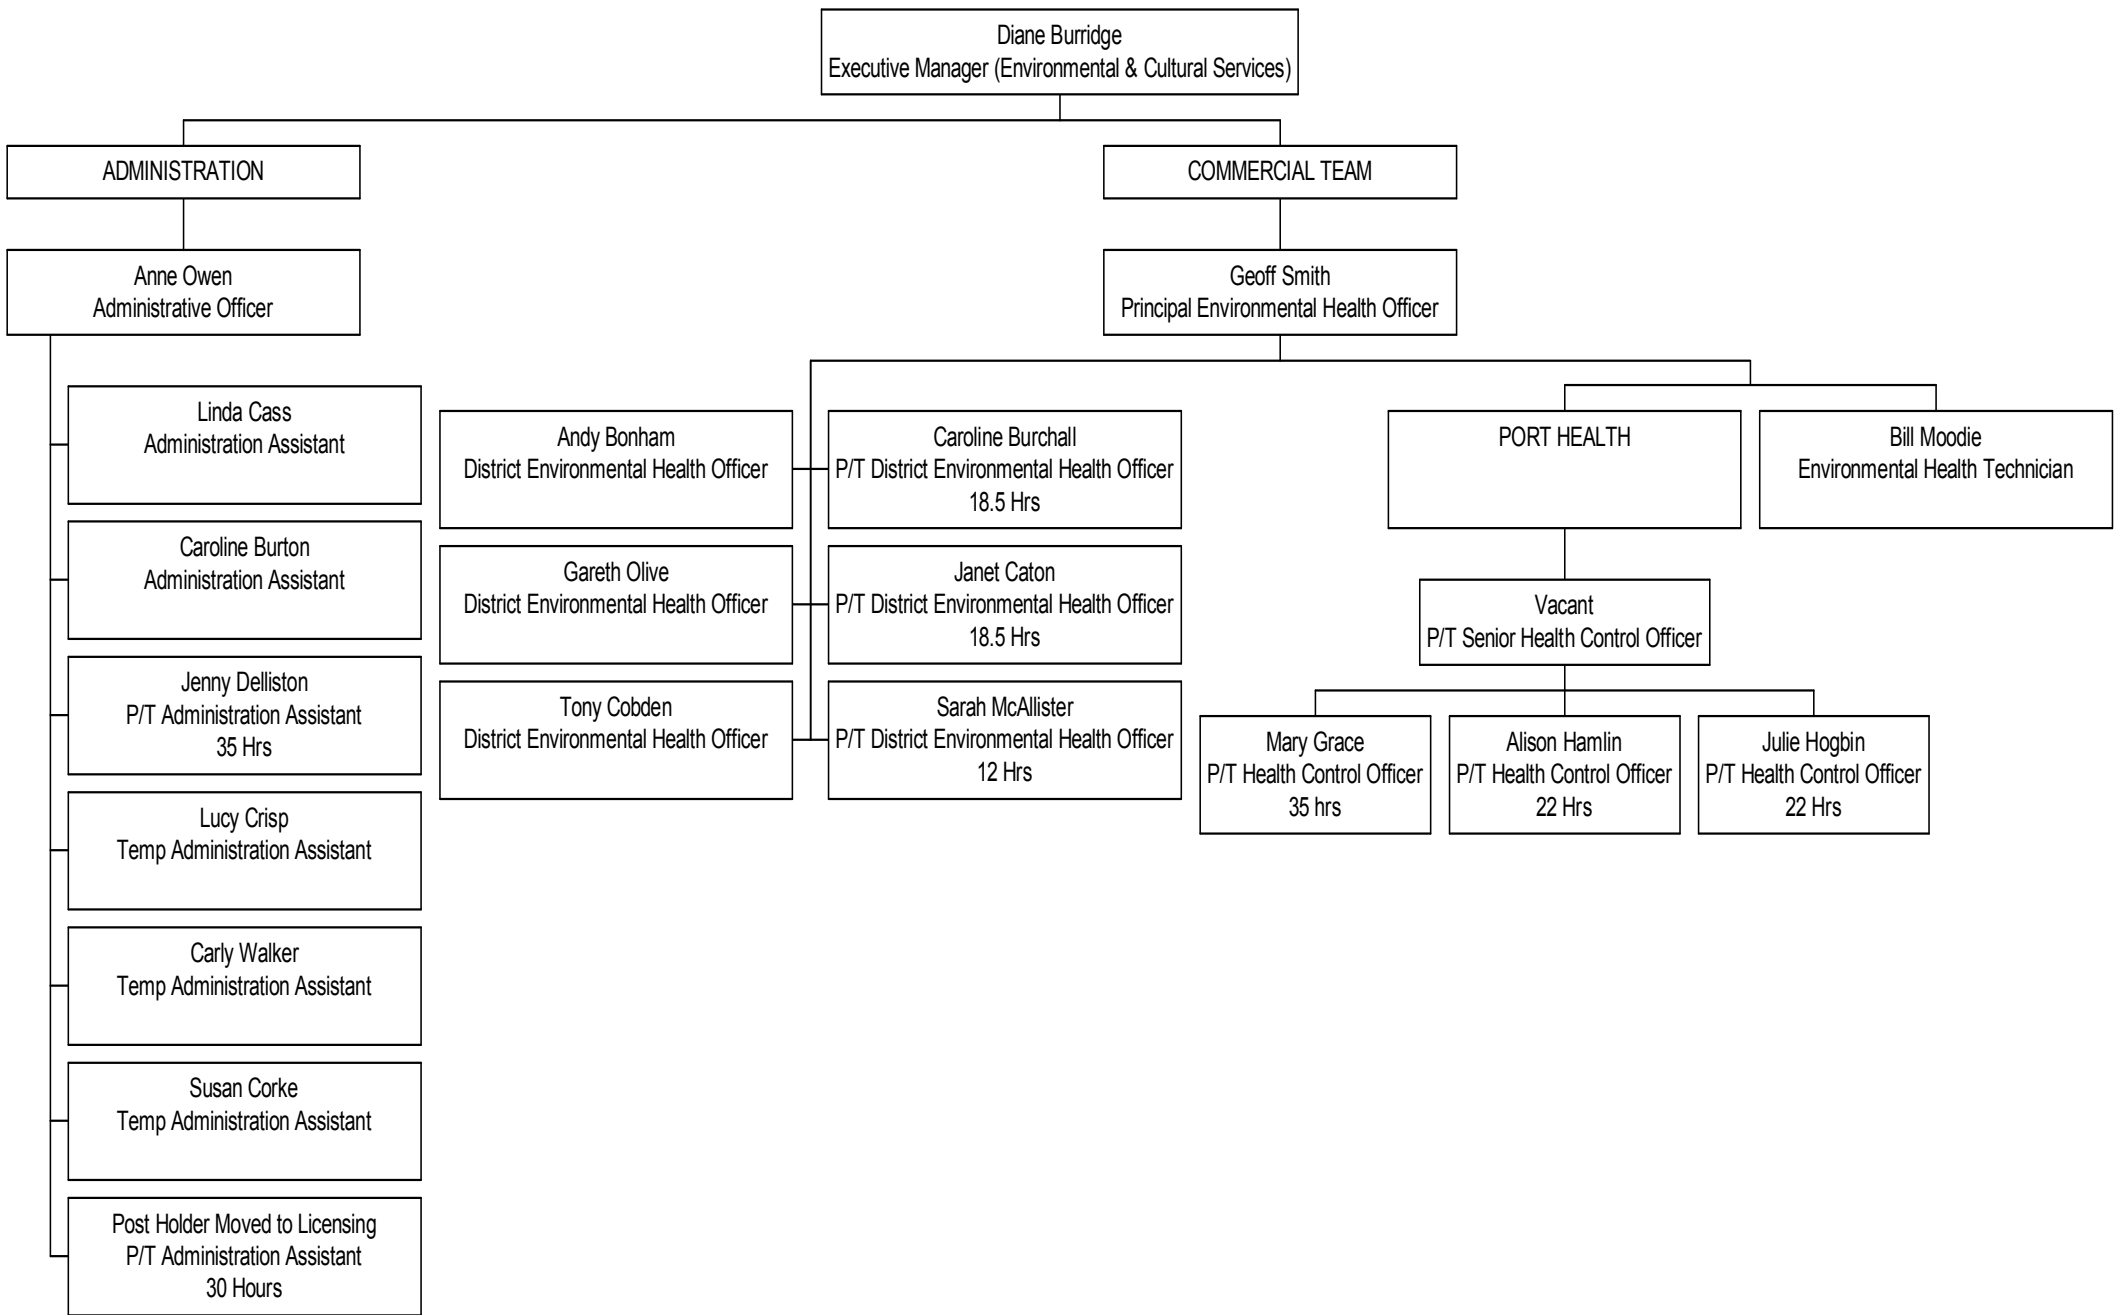 Diane Burridge
Executive Manager (Environmental & Cultural Services)
ADMINISTRATION
COMMERCIAL TEAM
Anne Owen
Administrative Officer
Geoff Smith
Principal Environmental Health Officer
Linda Cass
Administration Assistant
Caroline Burton
Administration Assistant
Jenny Delliston
P/T Administration Assistant
35 Hrs
Lucy Crisp
Temp Administration Assistant
Carly Walker
Temp Administration Assistant
Susan Corke
Temp Administration Assistant
Post Holder Moved to Licensing
P/T Administration Assistant
30 Hours
Andy Bonham
District Environmental Health Officer
Caroline Burchall
P/T District Environmental Health Officer
18.5 Hrs
Gareth Olive
District Environmental Health Officer
Janet Caton
P/T District Environmental Health Officer
18.5 Hrs
Tony Cobden
District Environmental Health Officer
Sarah McAllister
P/T District Environmental Health Officer
12 Hrs
PORT HEALTH
Bill Moodie
Environmental Health Technician
Vacant
P/T Senior Health Control Officer
Mary Grace
P/T Health Control Officer
35 hrs
Alison Hamlin
P/T Health Control Officer
22 Hrs
Julie Hogbin
P/T Health Control Officer
22 Hrs